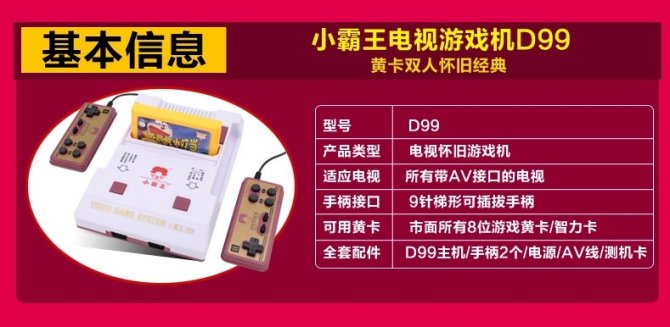 基本信息
小霸王电视游戏机D99
黄卡双人怀旧经典
小霸王
VIDEO GAME SYSTEM
型号 D99
产品类型 电视怀旧游戏机
适应电视 所有带AV接口的电视
手柄接口 9针梯形可插拔手柄
可用黄卡 市面所有8位游戏黄卡/智力卡
全套配件 D99主机/手柄2个/电源/AV线/测机卡